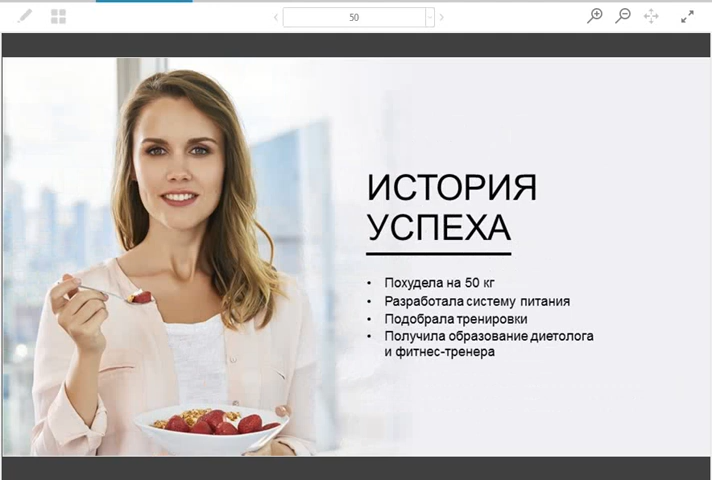 50
ИСТОРИЯ
УСПЕХА
• Похудела на 50 кг
• Разработала систему питания
• Подобрала тренировки
• Получила образование диетолога
и фитнес-тренера